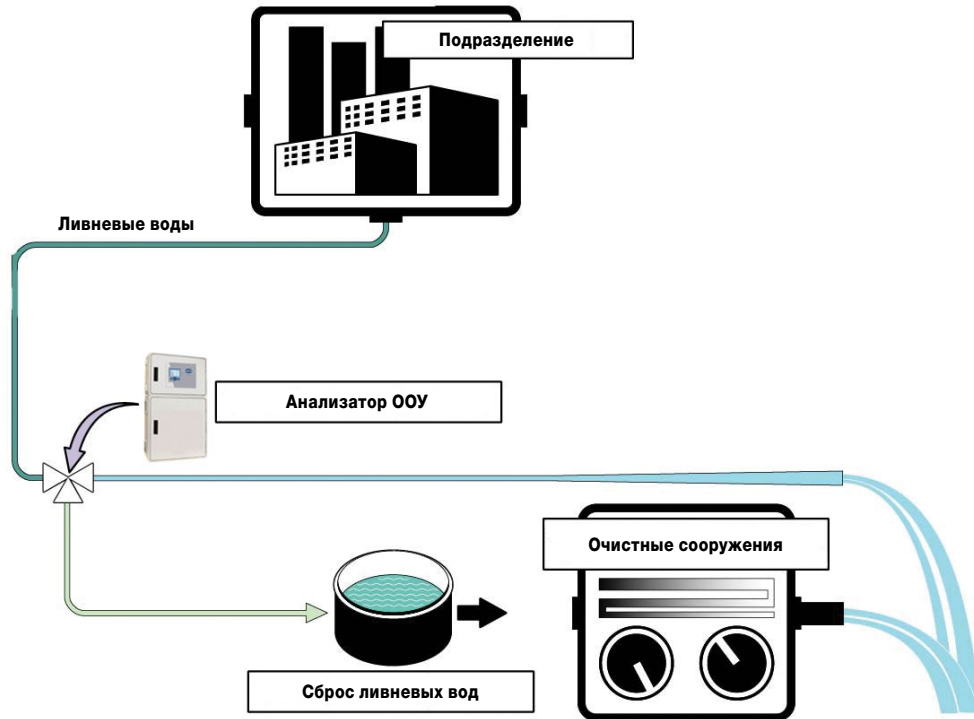 Подразделение
Ливневые воды
Анализатор ООУ
Очистные сооружения
Сброс ливневых вод